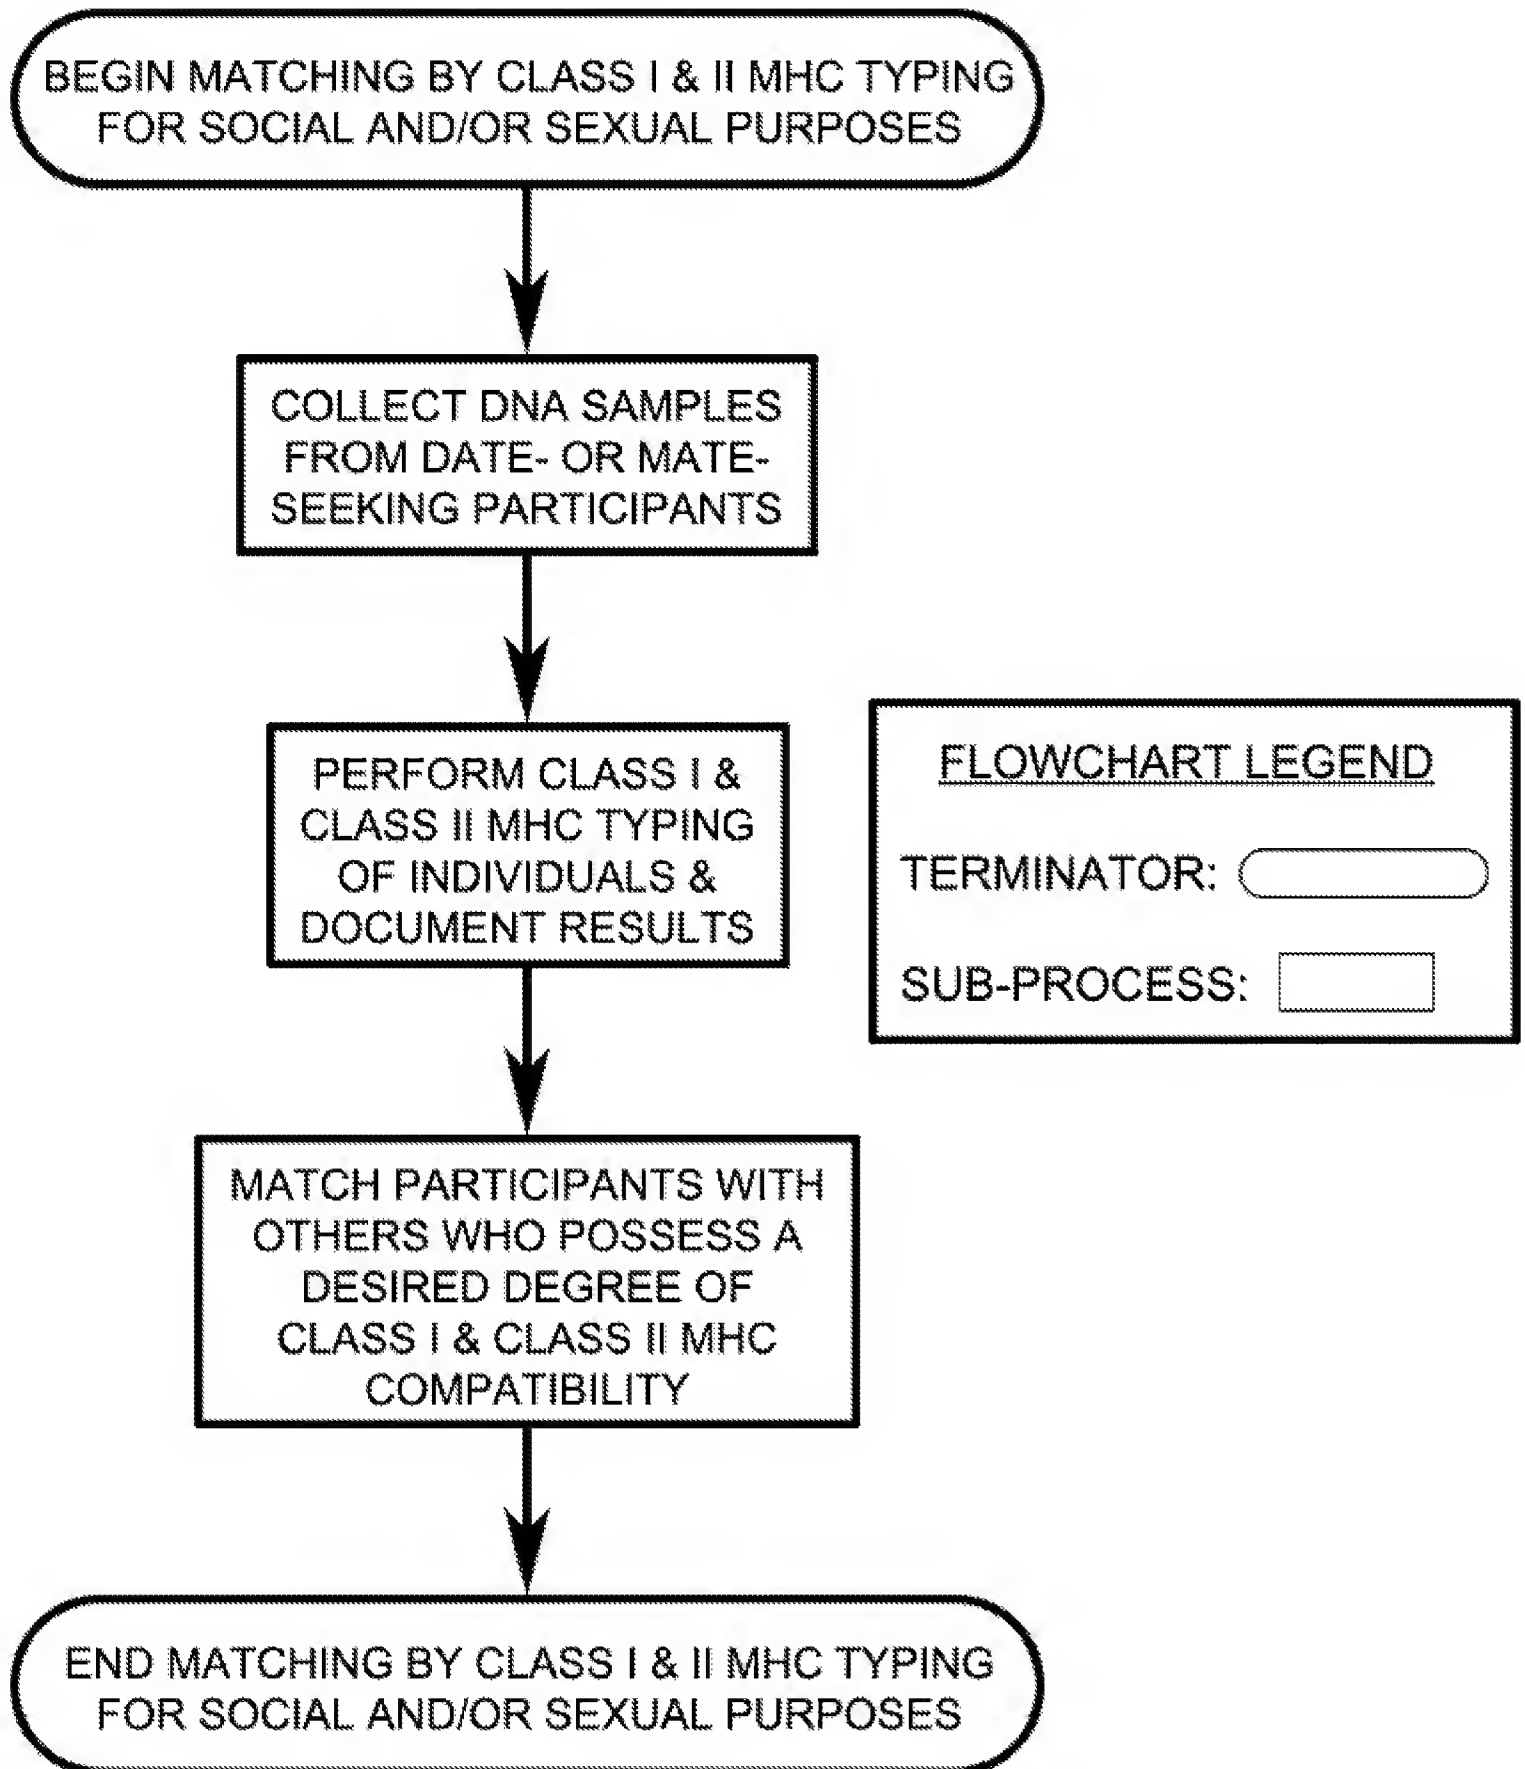 BEGIN MATCHING BY CLASS I & II MHC TYPING
FOR SOCIAL AND/OR SEXUAL PURPOSES
COLLECT DNA SAMPLES
FROM DATE- OR MATE-
SEEKING PARTICIPANTS
PERFORM CLASS I &
CLASS II MHC TYPING
OF INDIVIDUALS &
DOCUMENT RESULTS
FLOWCHART LEGEND
TERMINATOR:
SUB-PROCESS:
MATCH PARTICIPANTS WITH
OTHERS WHO POSSESS A
DESIRED DEGREE OF
CLASS I & CLASS II MHC
COMPATIBILITY
END MATCHING BY CLASS I & II MHC TYPING
FOR SOCIAL AND/OR SEXUAL PURPOSES